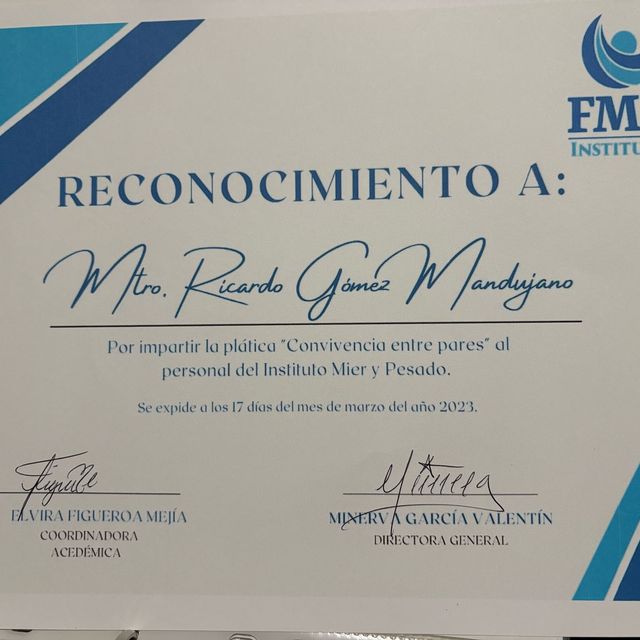 FM
INSTITU
RECONOCIMIENTO A:
Mtro. Ricardo Gómez Mandujano
Por impartir la plática "Convivencia entre pares" al
personal del Instituto Mier y Pesado.
Se expide a los 17 días del mes de marzo del año 2023.
ELVIRA FIGUEROA MEJÍA
COORDINADORA
ACEDÉMICA
MINERVA GARCÍA VALENTÍN
DIRECTORA GENERAL